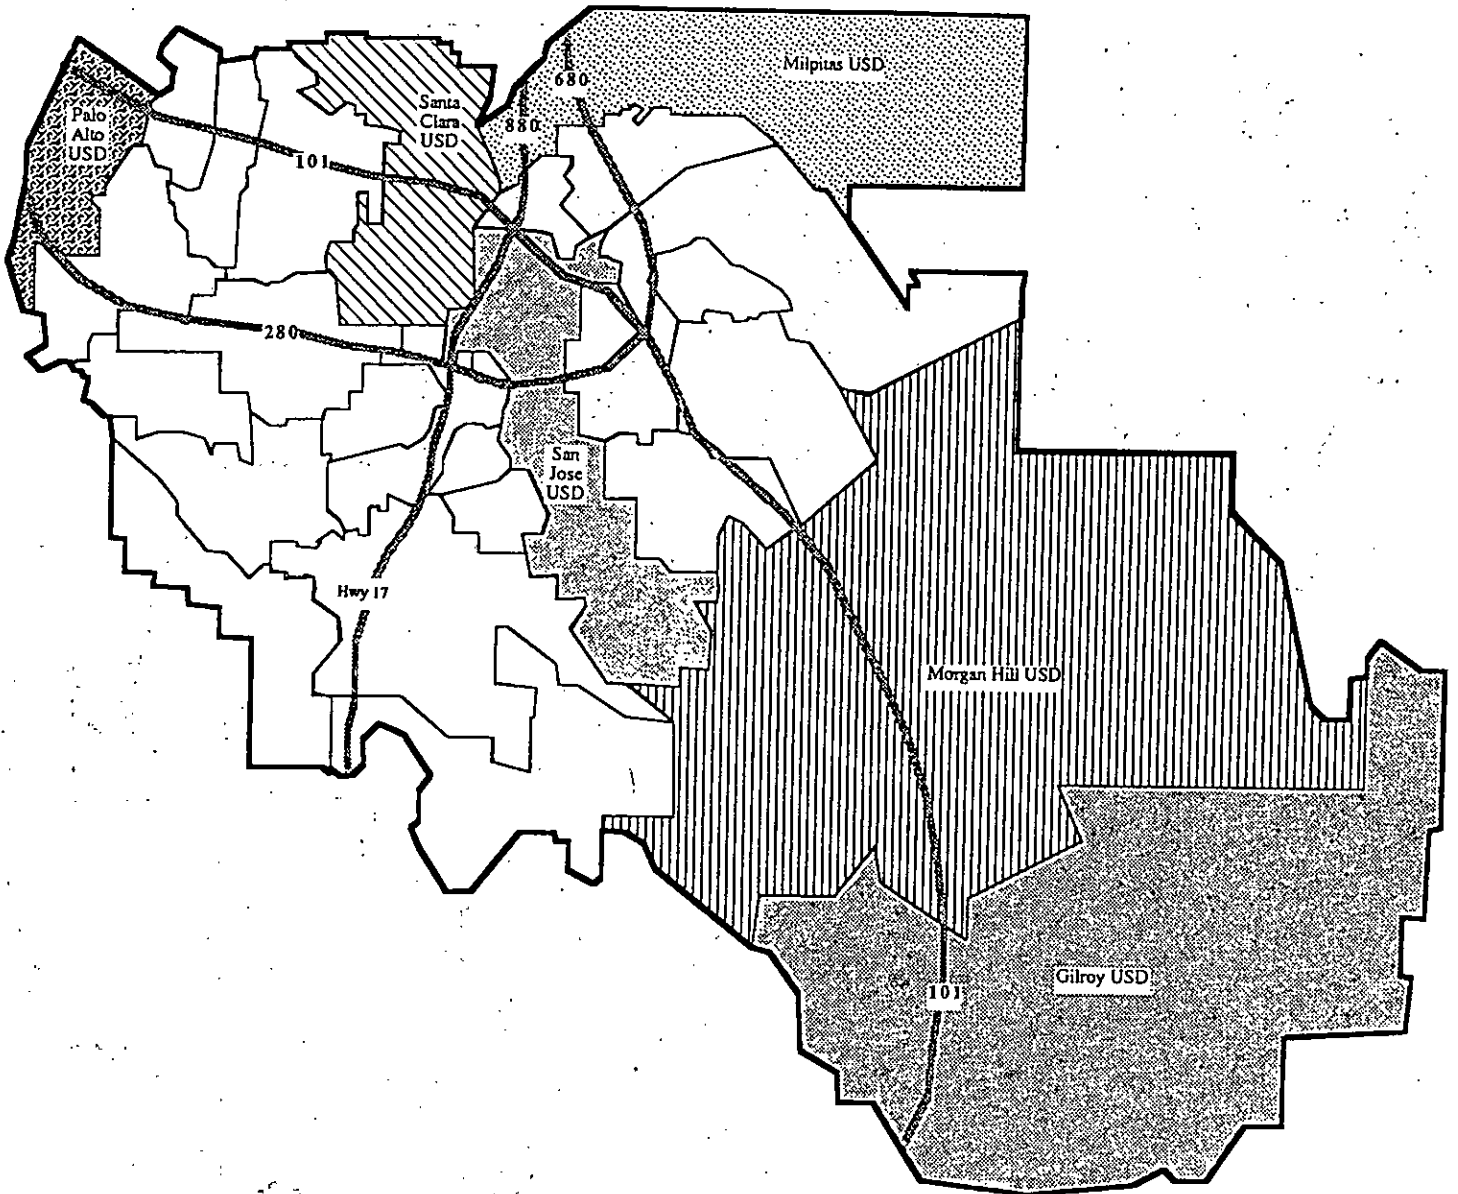 Milpitas USD
680
Santa
Clara
USD
Palo
Alto
USD
880
101
280
San
Jose
USD
Hwy 17
Morgan Hill USD
Gilroy USD
101